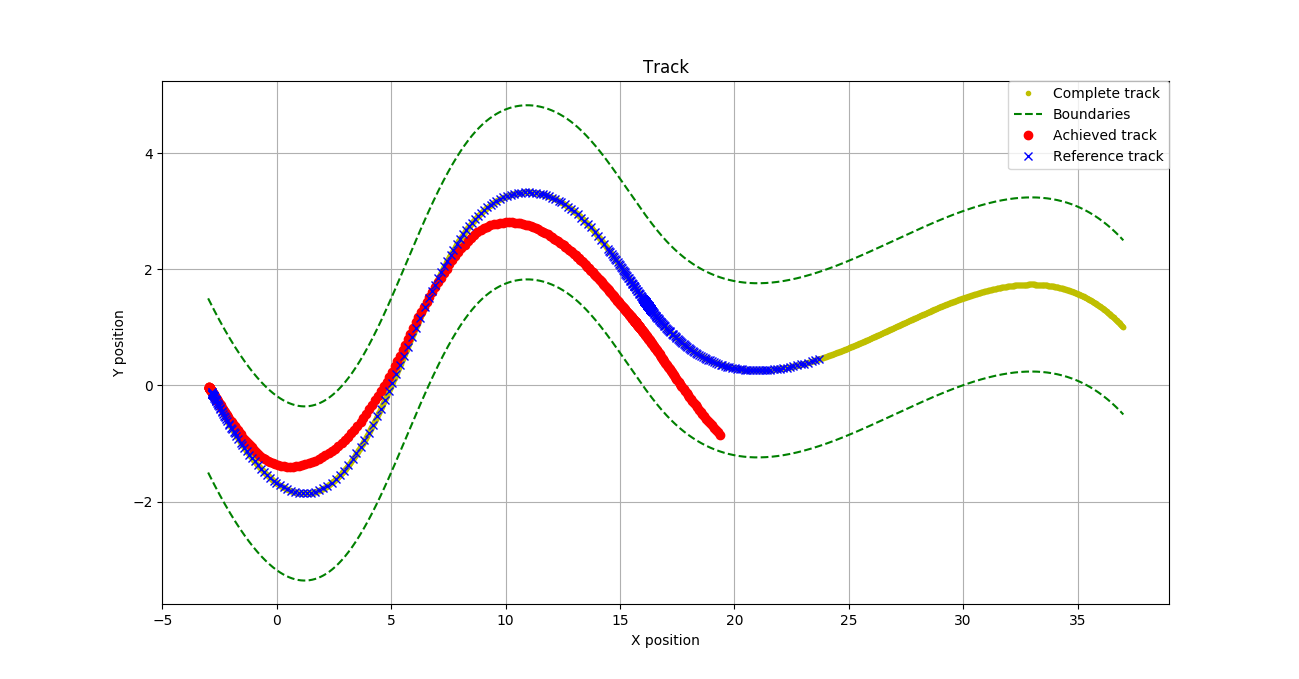 Track
Complete track
Boundaries
Achieved track
Reference track
Y position
4
2
0
−2
−5
0
5
10
15
20
25
30
35
X position